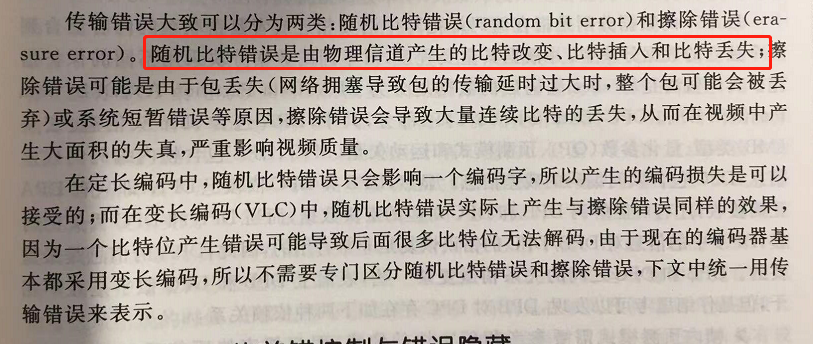 传输错误大致可以分为两类:随机比特错误(random bit error)和擦除错误(era-
sure error)。随机比特错误是由物理信道产生的比特改变、比特插人和比特丢失;擦
除错误可能是由于包丢失(网络拥塞导致包的传输延时过大时,整个包可能会被丢
弃)或系统短暂错误等原因,擦除错误会导致大量连续比特的丢失,从而在视频中产
生大面积的失真,严重影响视频质量。
在定长编码中,随机比特错误只会影响一个编码字,所以产生的编码损失是可以
接受的;而在变长编码(VLC)中,随机比特错误实际上产生与擦除错误同样的效果,
因为一个比特位产生错误可能导致后面很多比特位无法解码,由于现在的编码器基
本都采用变长编码,所以不需要专门区分随机比特错误和擦除错误,下文中统一用传
输错误来表示。